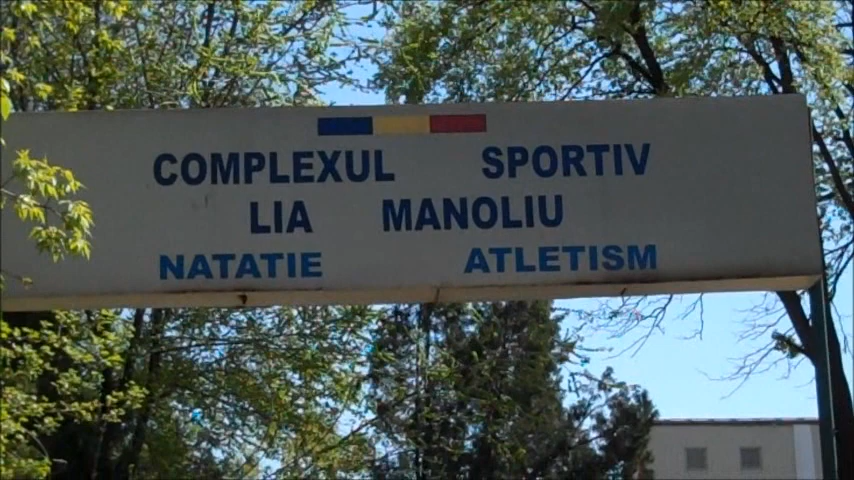 COMPLEXUL SPORTIV
LIA MANOLIU
NATATIE ATLETISM